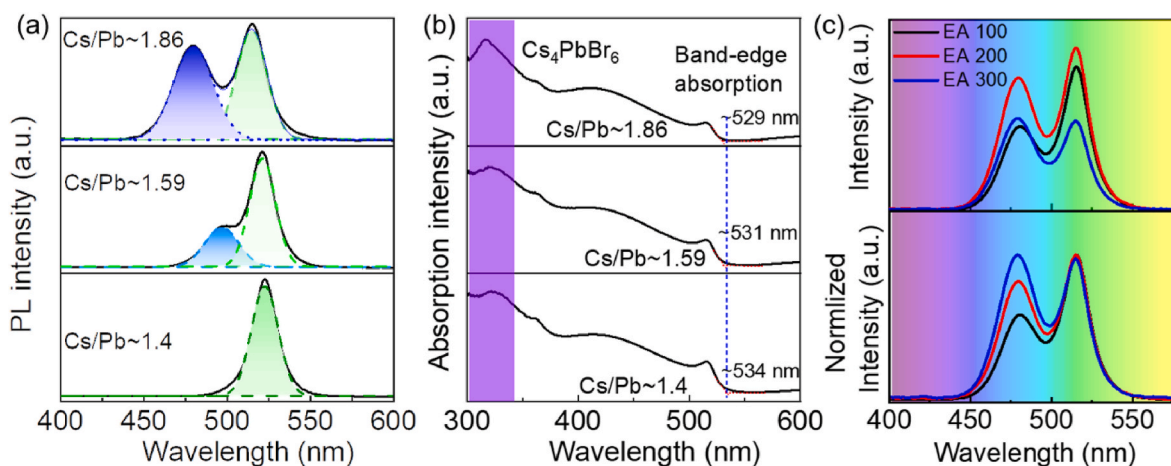 (a)
Cs/Pb~1.86
Cs/Pb~1.59
Cs/Pb~1.4
PL intensity (a.u.)
400 450 500 550 600
Wavelength (nm)
(b)
Cs₄PbBr₆
Band-edge
absorption
~529 nm
Cs/Pb~1.86
~531 nm
Cs/Pb~1.59
~534 nm
Cs/Pb~1.4
Absorption intensity (a.u.)
300 400 500 600
Wavelength (nm)
(c)
EA 100
EA 200
EA 300
Intensity (a.u.)
Normlized
Intensity (a.u.)
400 450 500 550
Wavelength (nm)